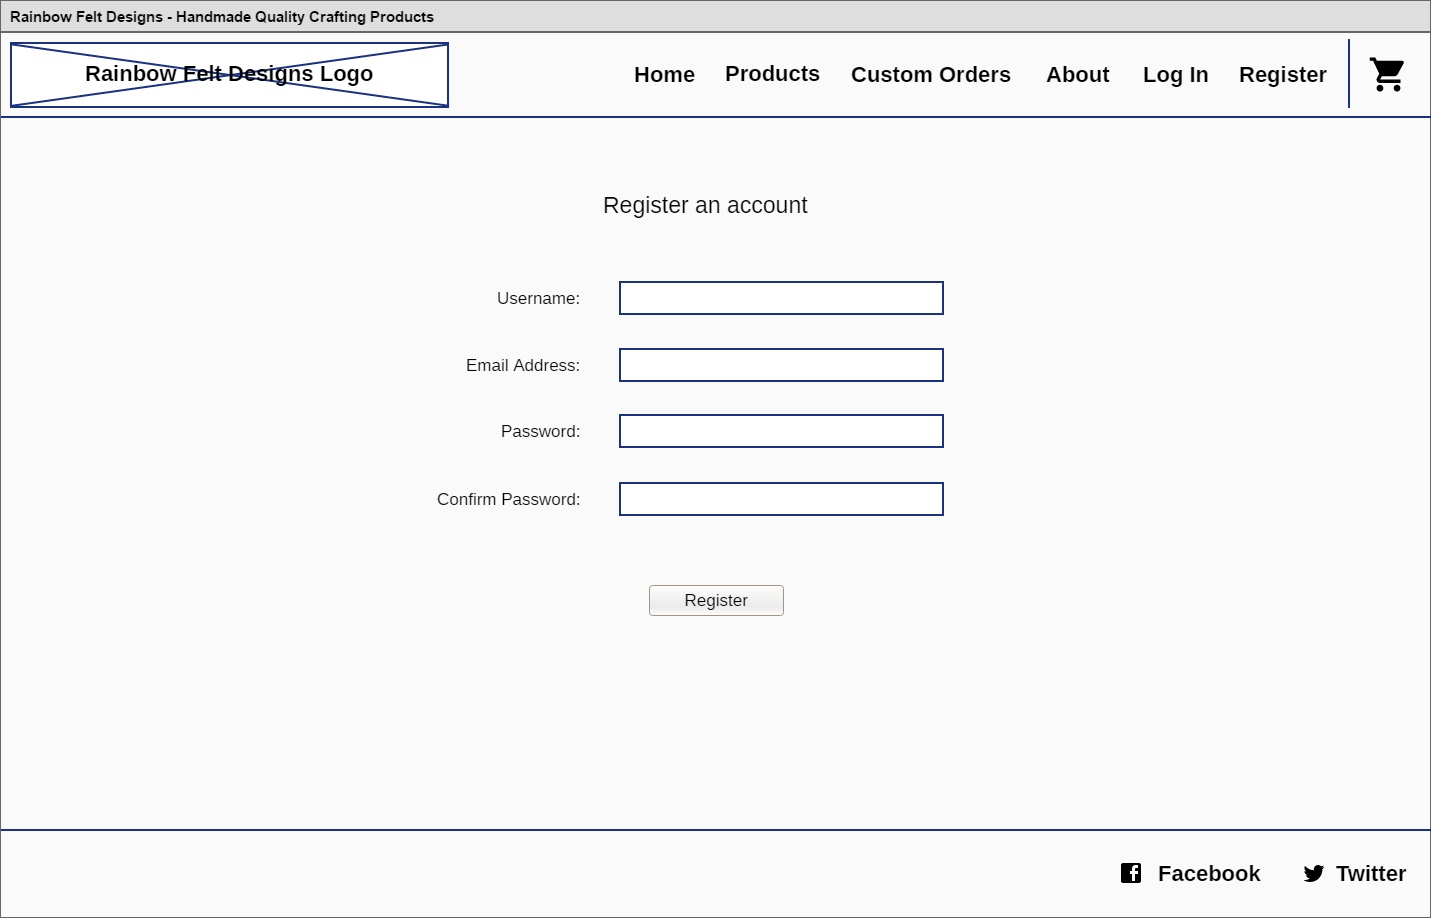 Rainbow Felt Designs - Handmade Quality Crafting Products
Rainbow Felt Designs Logo
Home Products Custom Orders About Log In Register
Register an account
Username:
Email Address:
Password:
Confirm Password:
Register
Facebook Twitter